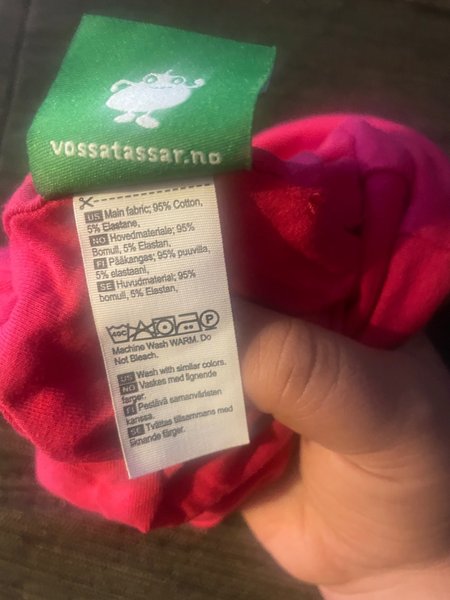 vossatassar.no
US Main fabric; 95% Cotton,
5% Elastane,
NO Hovedmateriale; 95%
Bomull, 5% Elastan,
FI Pääkangas; 95% puuvilla,
5% elastaani,
SE Huvudmaterial; 95%
bomull, 5% Elastan,
40C P
Machine Wash WARM. Do
Not Bleach.
US Wash with similar colors.
NO Vaskes med lignende
farger.
FI Pestävä samanväristen
kanssa.
SE Tvättas tillsammans med
liknande färger.